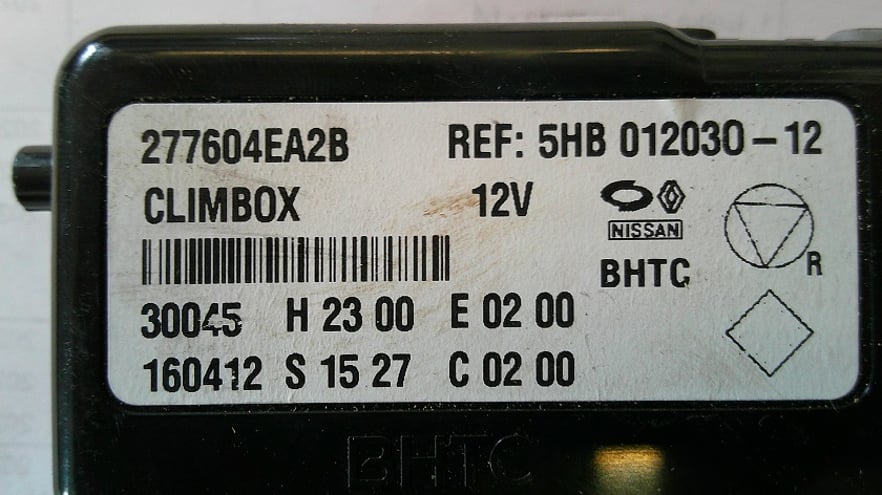 277604EA2B REF: 5HB 012030-12
CLIMBOX 12V
NISSAN
BHTC
R
30045 H 23 00 E 02 00
160412 S 15 27 C 02 00
BHTC